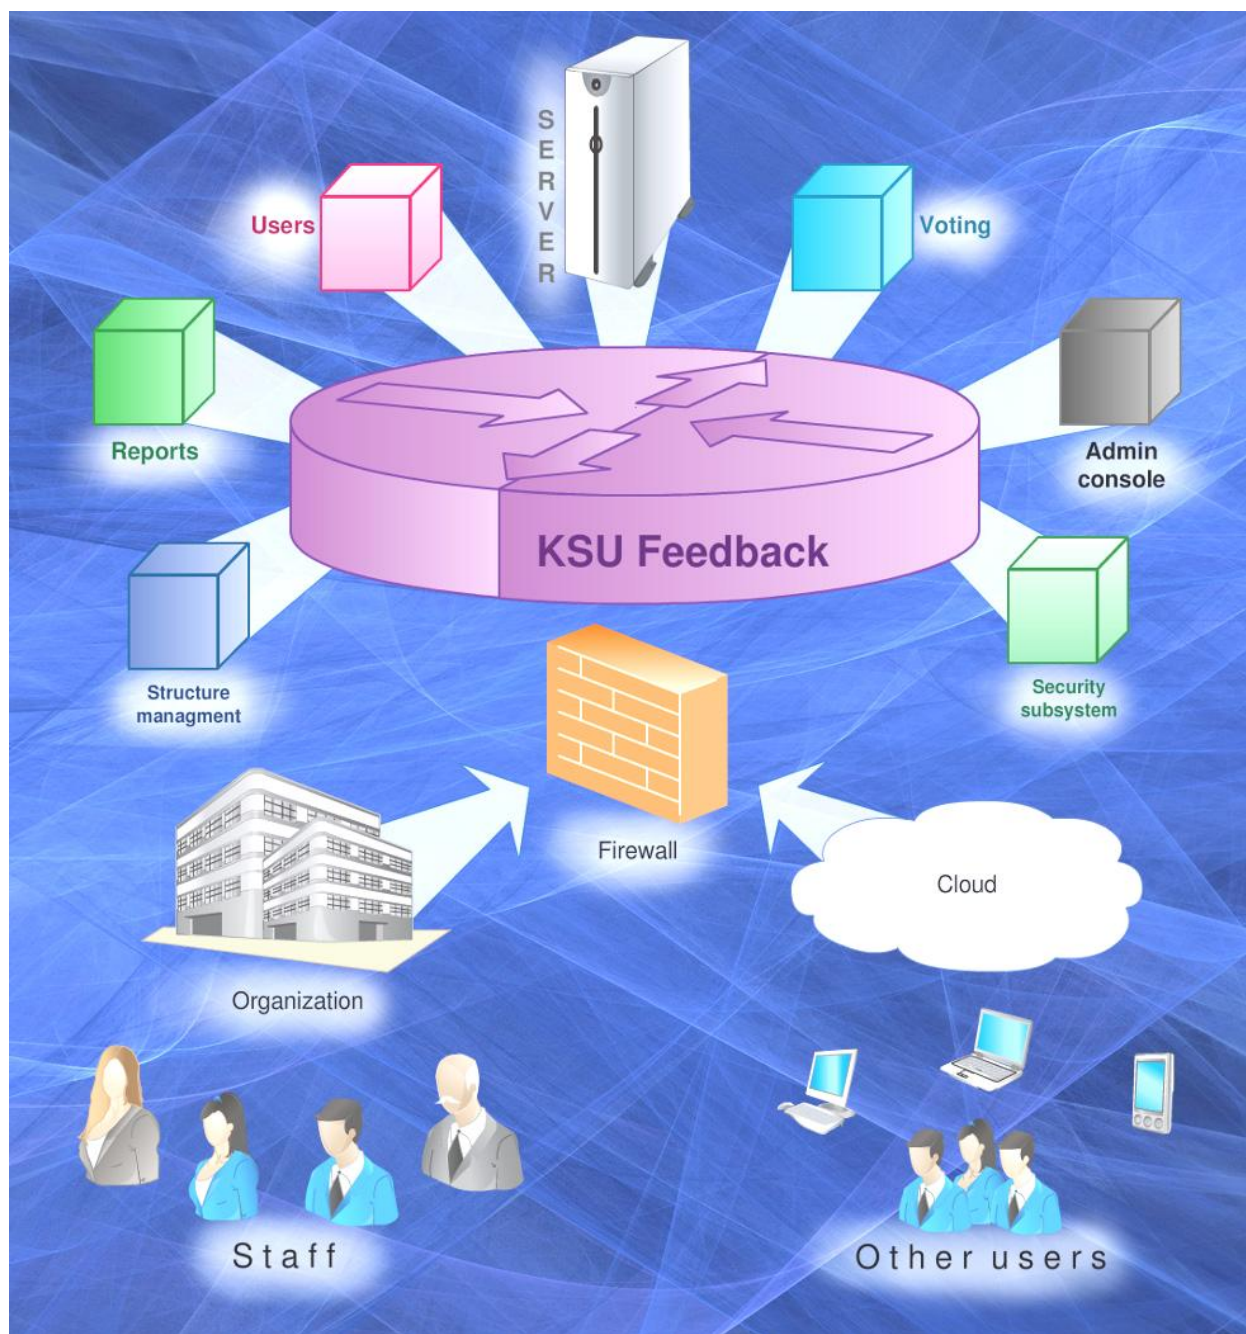 SERVER
Users
Voting
Reports
Admin
console
KSU Feedback
Structure
managment
Security
subsystem
Firewall
Cloud
Organization
Staff
Other users